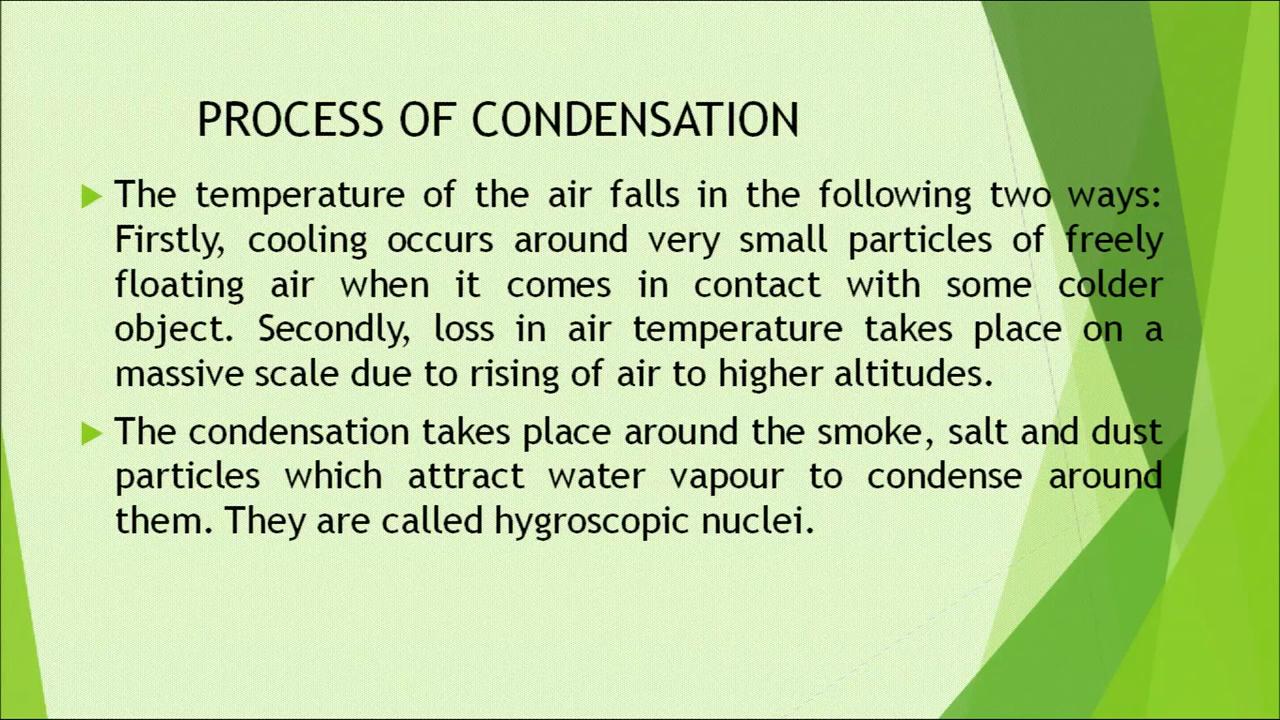 PROCESS OF CONDENSATION
The temperature of the air falls in the following two ways:
Firstly, cooling occurs around very small particles of freely
floating air when it comes in contact with some colder
object. Secondly, loss in air temperature takes place on a
massive scale due to rising of air to higher altitudes.
The condensation takes place around the smoke, salt and dust
particles which attract water vapour to condense around
them. They are called hygroscopic nuclei.